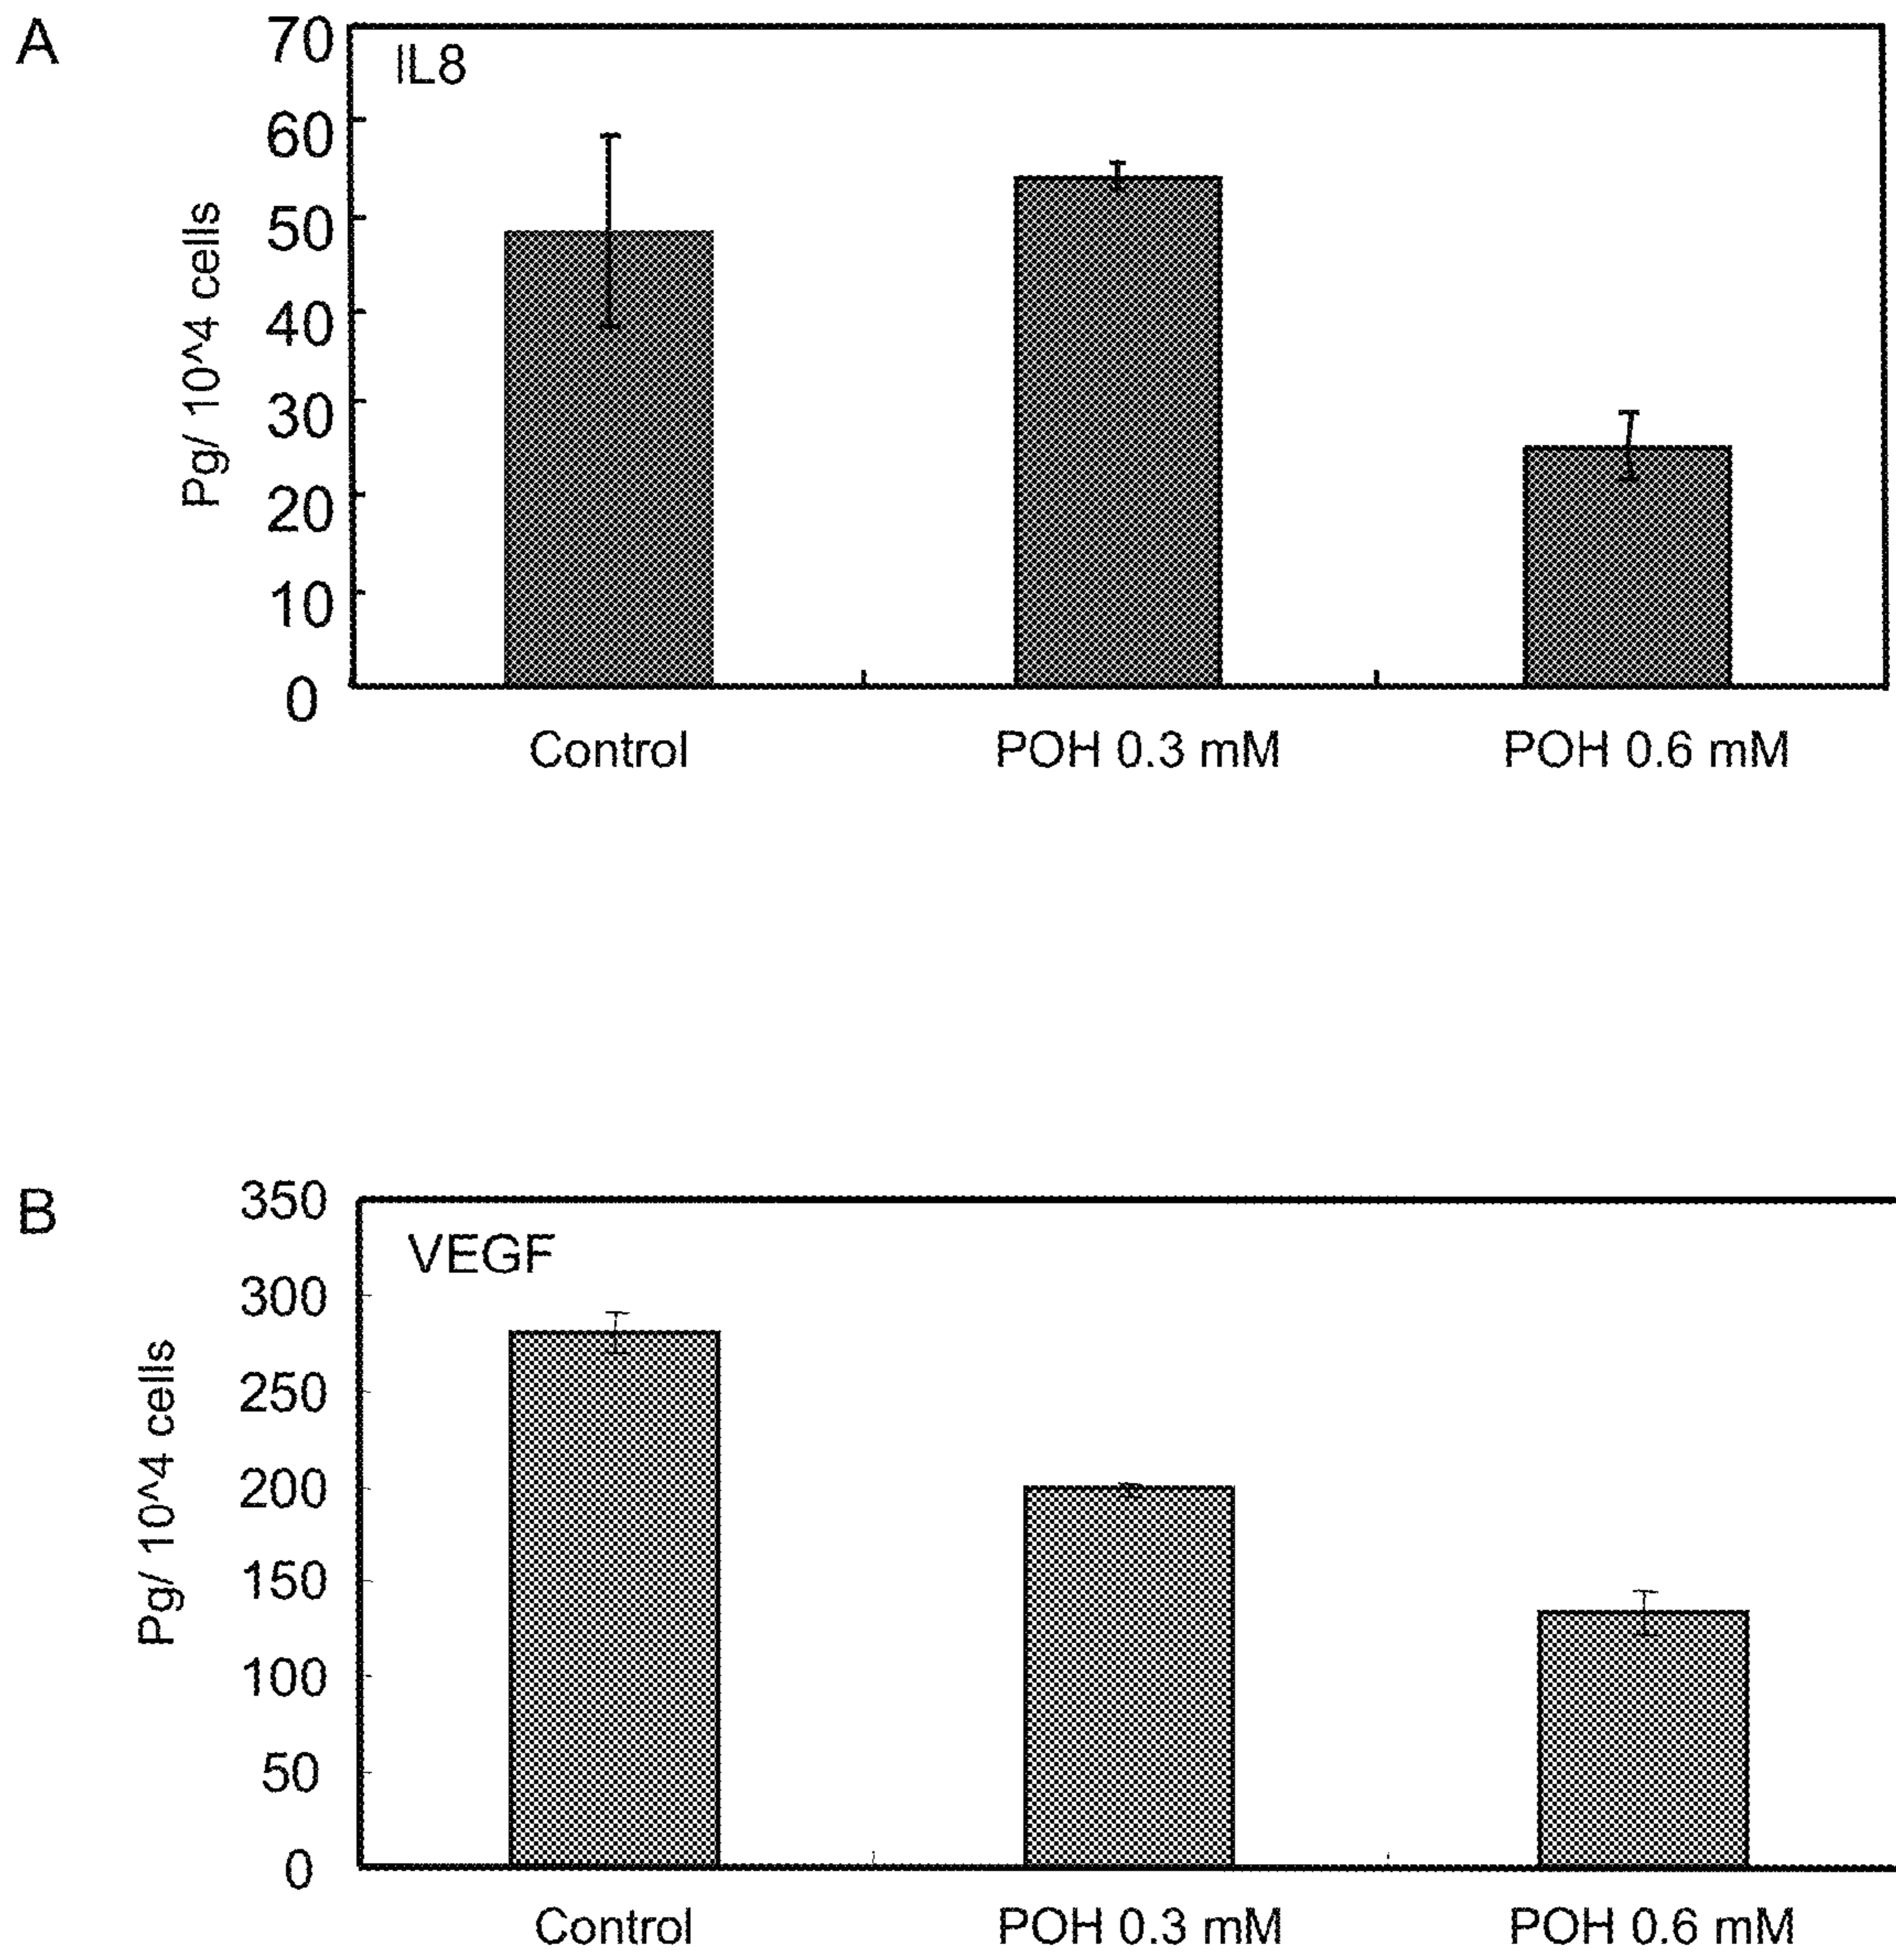 A
IL8
70
60
50
40
30
20
10
0
Pg/ 10^4 cells
Control POH 0.3 mM POH 0.6 mM
B
VEGF
350
300
250
200
150
100
50
0
Pg/ 10^4 cells
Control POH 0.3 mM POH 0.6 mM